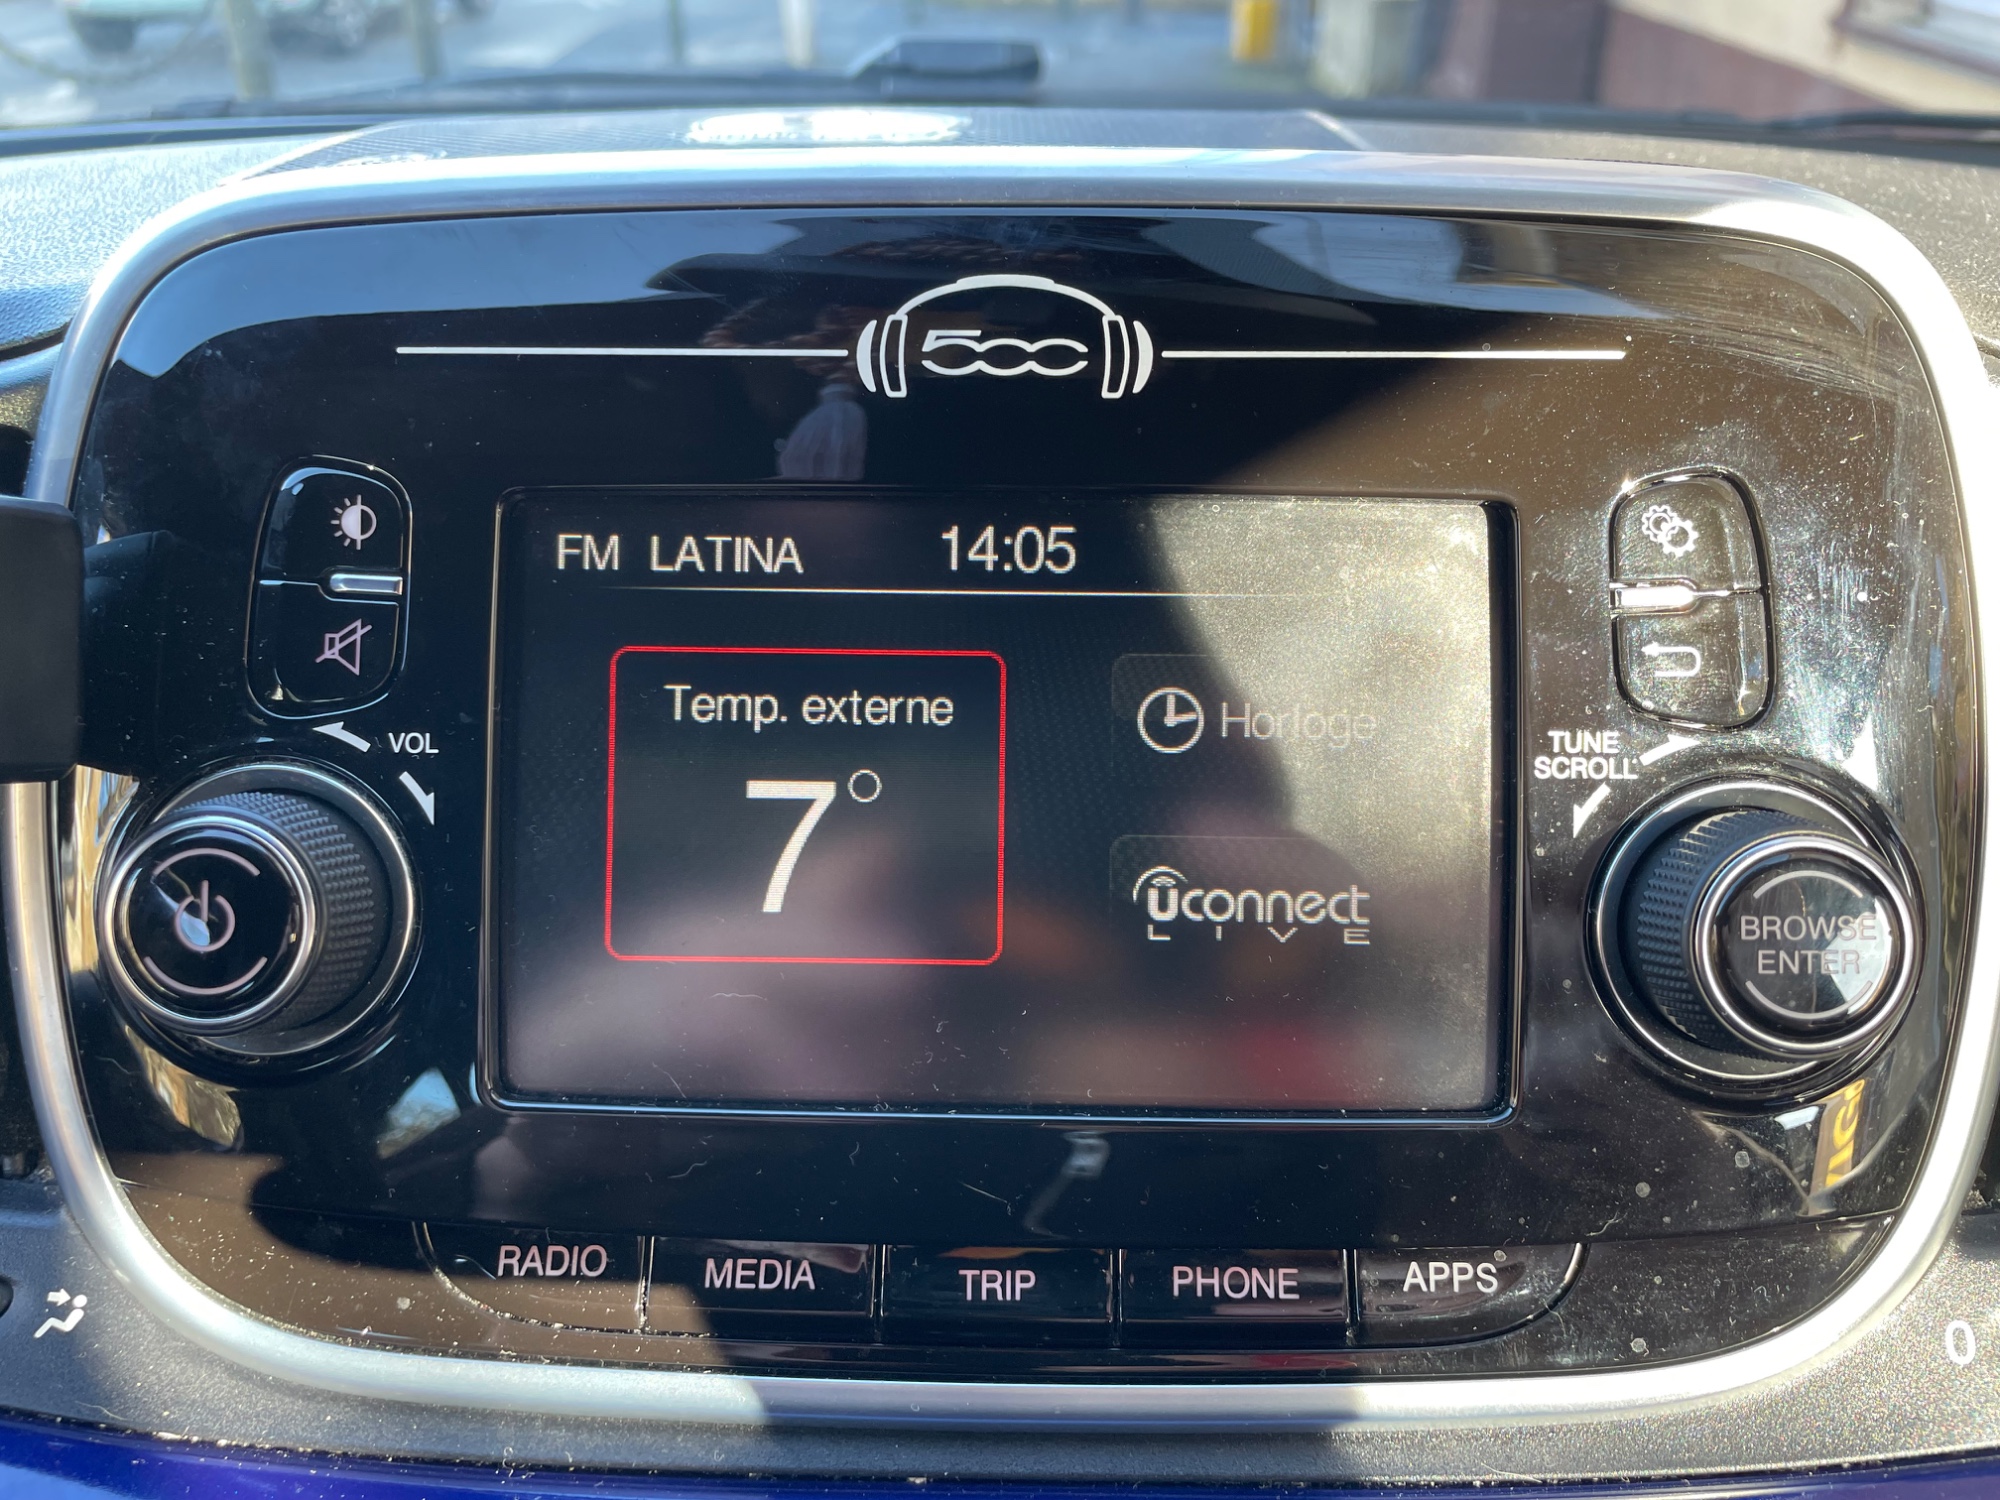 500
FM LATINA 14:05
Temp. externe
7°
Horloge
uconnect
LIVE
VOL
TUNE
SCROLL
BROWSE
ENTER
RADIO
MEDIA
TRIP
PHONE
APPS
0